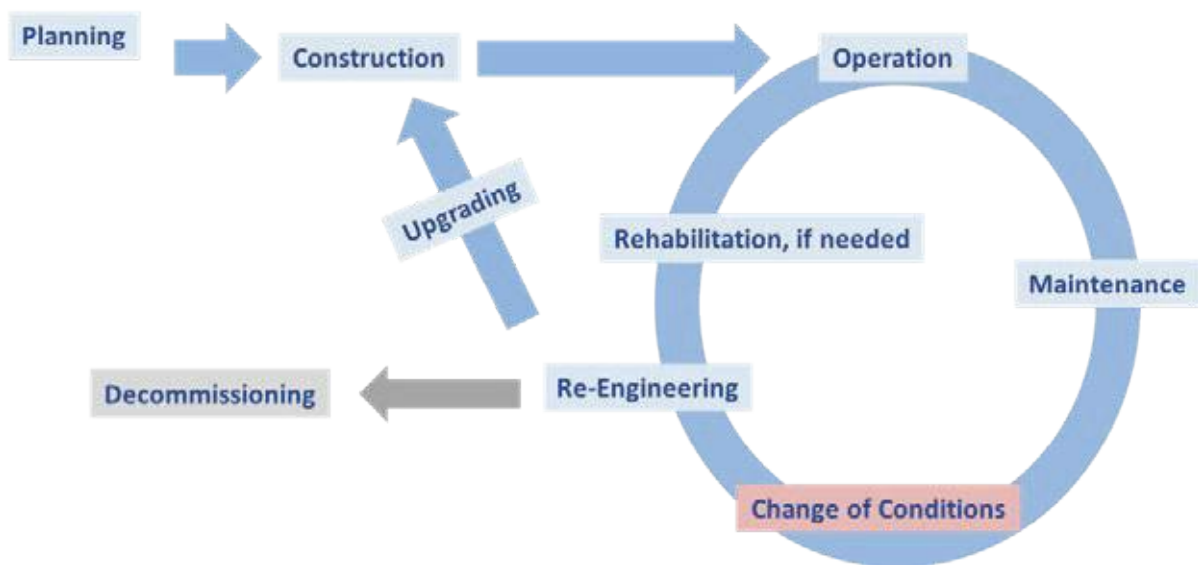 Planning
Construction
Operation
Upgrading
Rehabilitation, if needed
Maintenance
Decommissioning
Re-Engineering
Change of Conditions